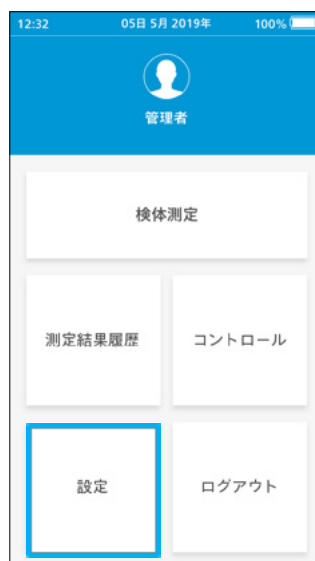 12:32 05日 5月 2019年 100%
管理者
検体測定
測定結果履歴 コントロール
設定 ログアウト